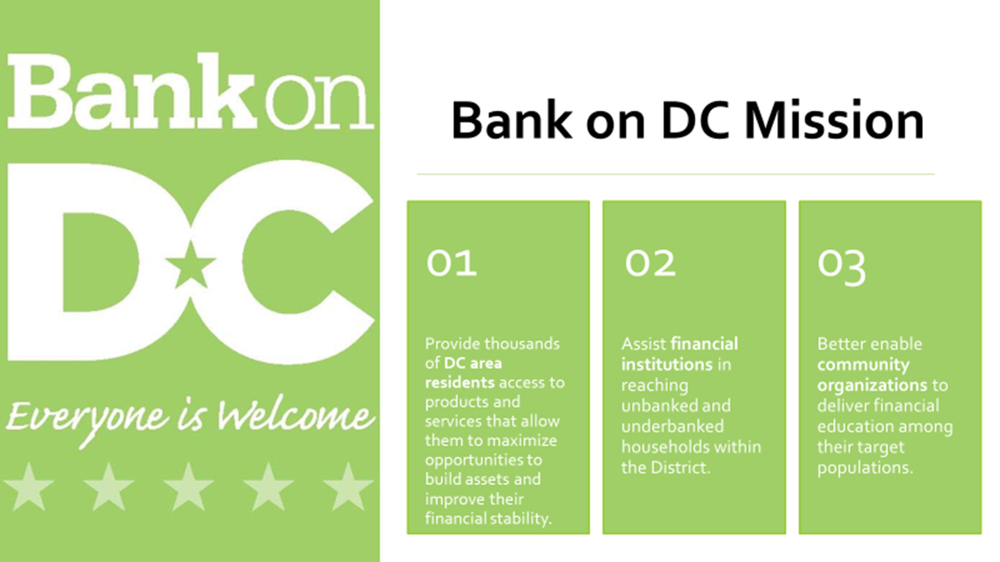 Bank on
DC
Everyone is Welcome
Bank on DC Mission
01
Provide thousands
of DC area
residents access to
products and
services that allow
them to maximize
opportunities to
build assets and
improve their
financial stability.
02
Assist financial
institutions in
reaching
unbanked and
underbanked
households within
the District.
03
Better enable
community
organizations to
deliver financial
education among
their target
populations.